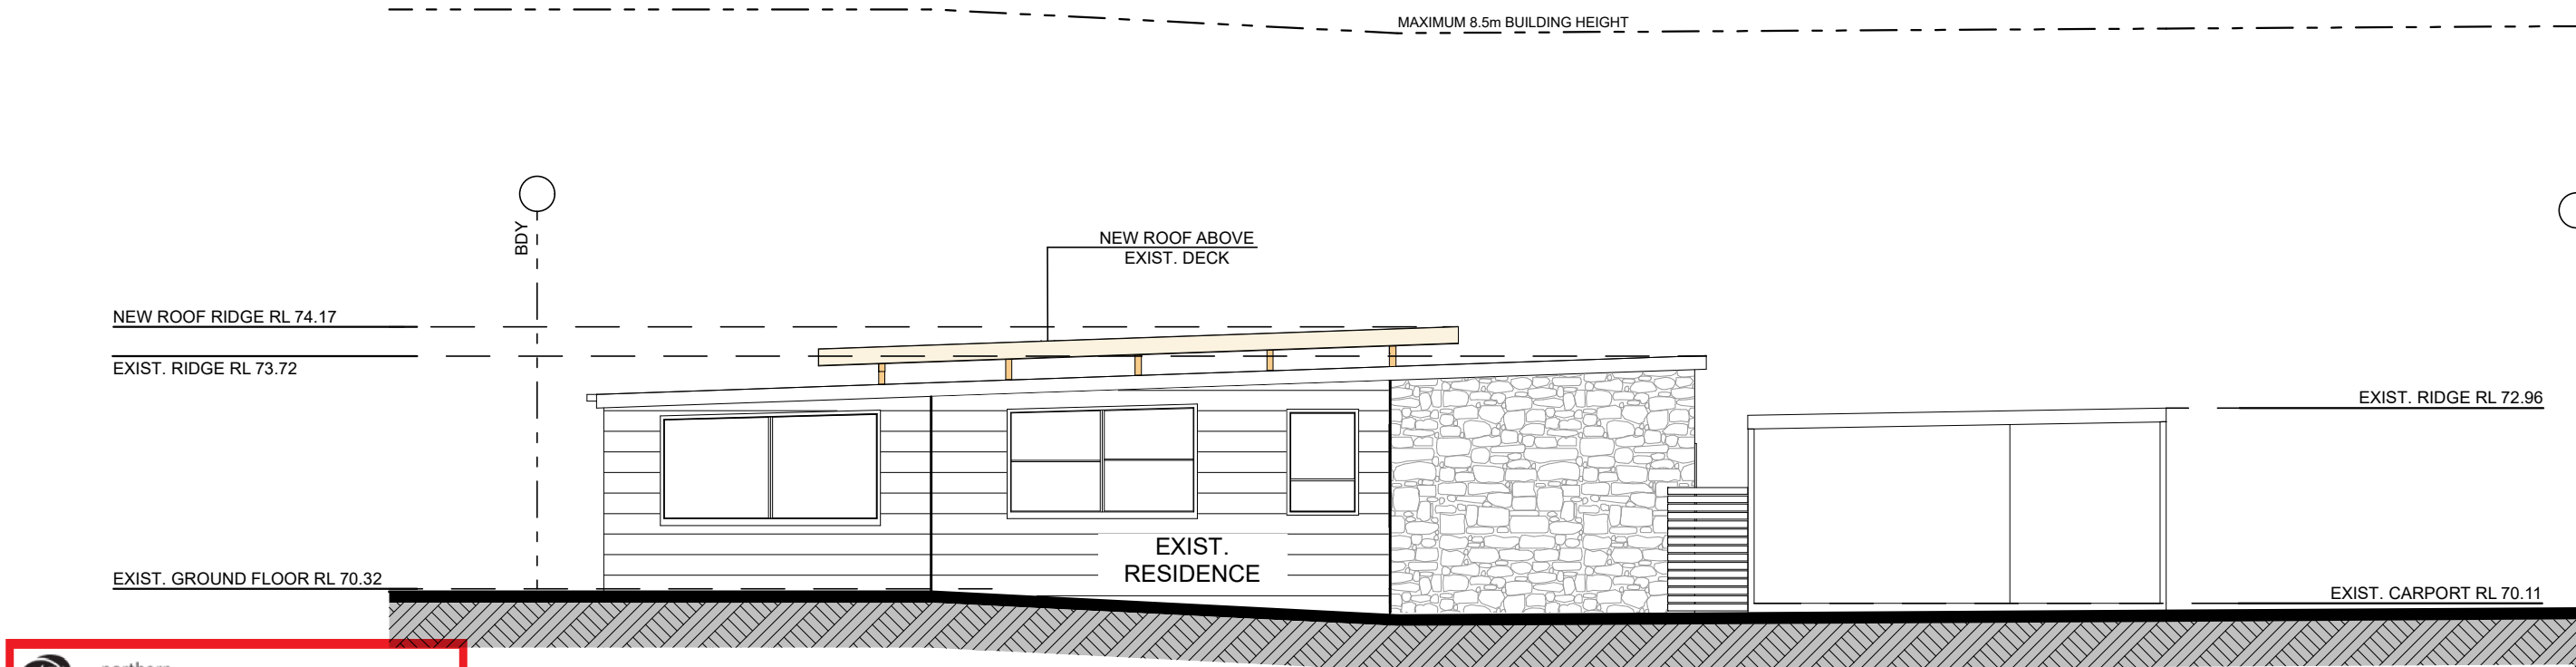 MAXIMUM 8.5m BUILDING HEIGHT
BDY
NEW ROOF ABOVE
EXIST. DECK
NEW ROOF RIDGE RL 74.17
EXIST. RIDGE RL 73.72
EXIST. RIDGE RL 72.96
EXIST.
RESIDENCE
EXIST. GROUND FLOOR RL 70.32
EXIST. CARPORT RL 70.11
northern